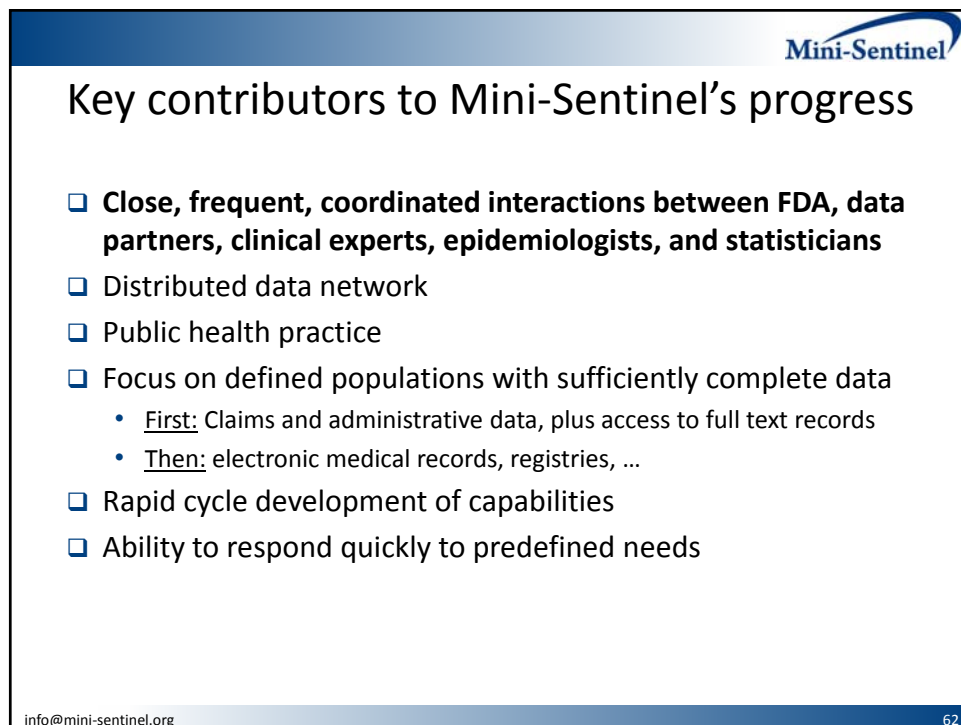 Mini-Sentinel
Key contributors to Mini-Sentinel's progress
❑ Close, frequent, coordinated interactions between FDA, data
partners, clinical experts, epidemiologists, and statisticians
❑ Distributed data network
❑ Public health practice
❑ Focus on defined populations with sufficiently complete data
• First: Claims and administrative data, plus access to full text records
• Then: electronic medical records, registries, …
❑ Rapid cycle development of capabilities
❑ Ability to respond quickly to predefined needs
info@mini-sentinel.org 62